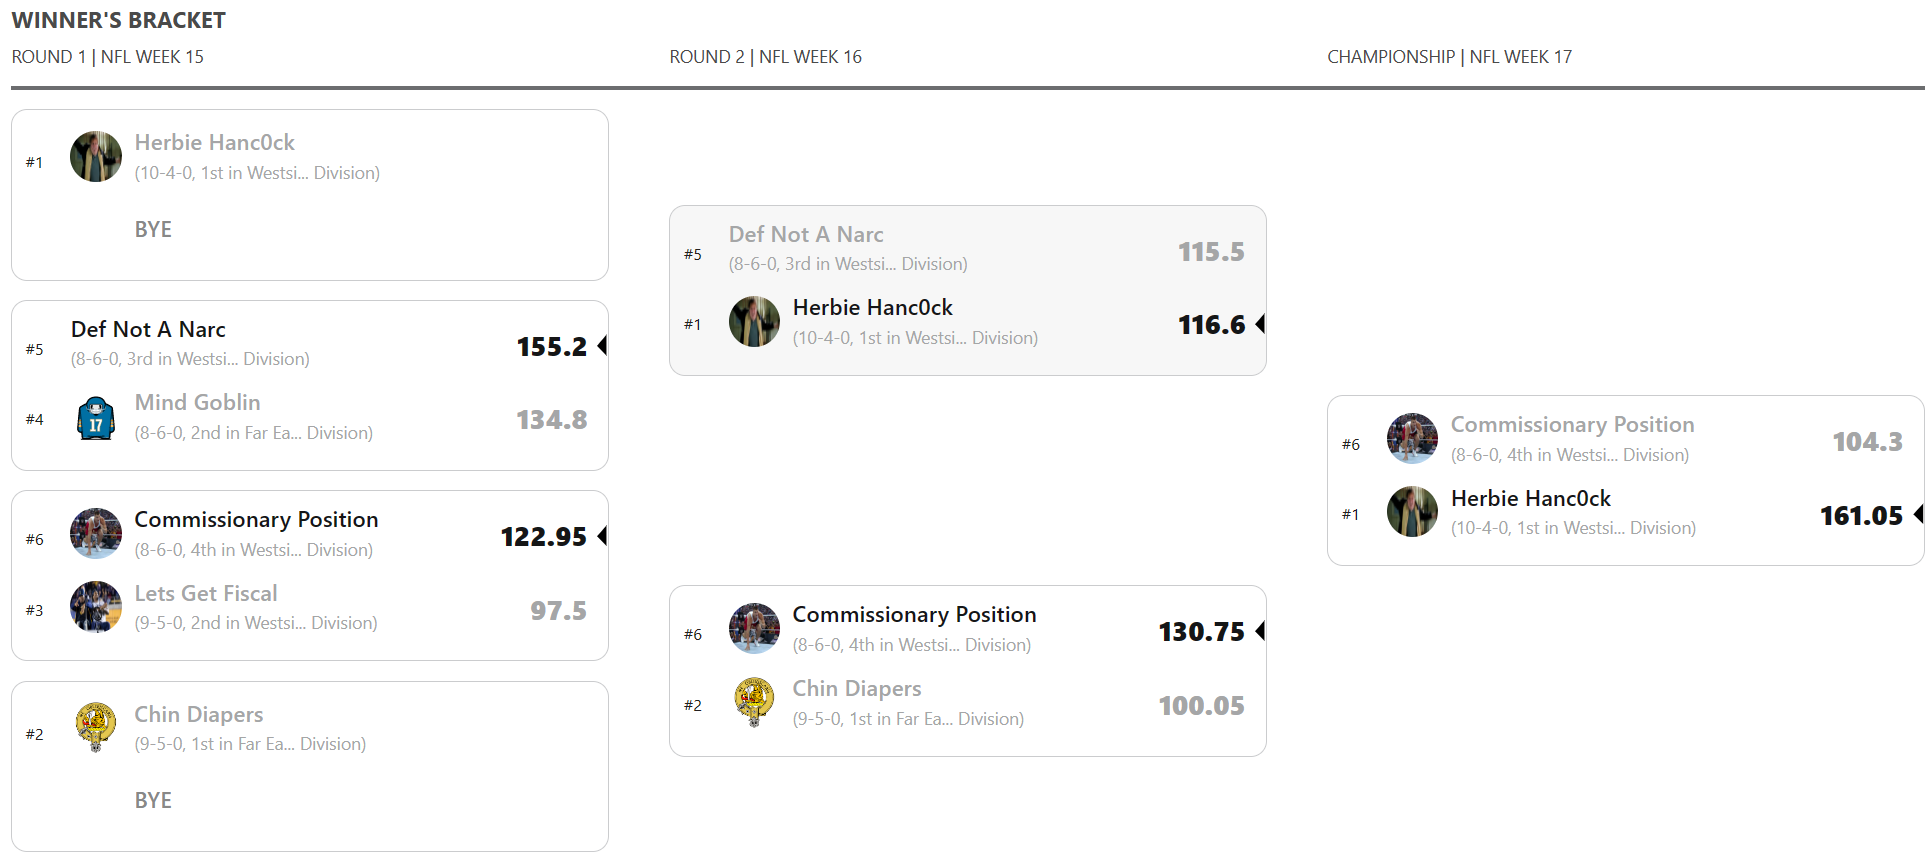 WINNER'S BRACKET
ROUND 1 | NFL WEEK 15
#1
Herbie Hanc0ck
(10-4-0, 1st in Westsi... Division)
BYE
#5
Def Not A Narc
(8-6-0, 3rd in Westsi... Division)
155.2
#4
17
Mind Goblin
(8-6-0, 2nd in Far Ea... Division)
134.8
#6
Commissionary Position
(8-6-0, 4th in Westsi... Division)
122.95
#3
Lets Get Fiscal
(9-5-0, 2nd in Westsi... Division)
97.5
#2
Chin Diapers
(9-5-0, 1st in Far Ea... Division)
BYE
ROUND 2 | NFL WEEK 16
#5
Def Not A Narc
(8-6-0, 3rd in Westsi... Division)
115.5
#1
Herbie Hanc0ck
(10-4-0, 1st in Westsi... Division)
116.6
#6
Commissionary Position
(8-6-0, 4th in Westsi... Division)
130.75
#2
Chin Diapers
(9-5-0, 1st in Far Ea... Division)
100.05
CHAMPIONSHIP | NFL WEEK 17
#6
Commissionary Position
(8-6-0, 4th in Westsi... Division)
104.3
#1
Herbie Hanc0ck
(10-4-0, 1st in Westsi... Division)
161.05